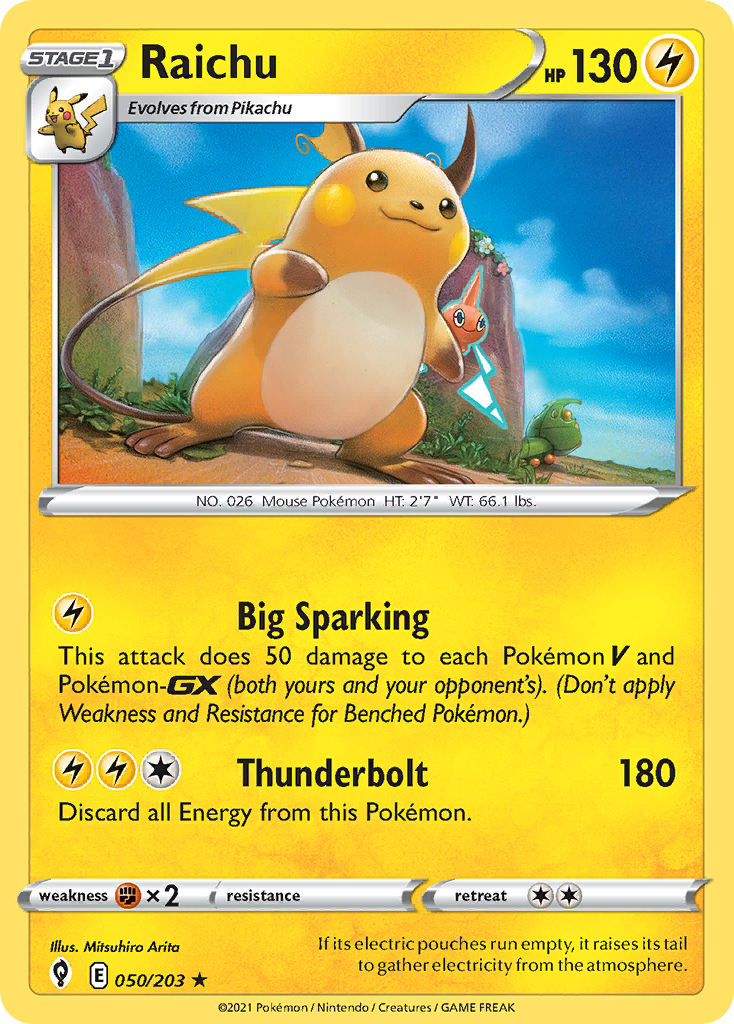 STAGE1
Raichu
HP 130
Evolves from Pikachu
NO. 026 Mouse Pokémon HT: 2'7" WT: 66.1 lbs.
Big Sparking
This attack does 50 damage to each Pokémon V and
Pokémon-GX (both yours and your opponent's). (Don't apply
Weakness and Resistance for Benched Pokémon.)
Thunderbolt 180
Discard all Energy from this Pokémon.
weakness ×2 resistance retreat
Illus. Mitsuhiro Arita
If its electric pouches run empty, it raises its tail
to gather electricity from the atmosphere.
E 050/203 ★
©2021 Pokémon / Nintendo / Creatures / GAME FREAK